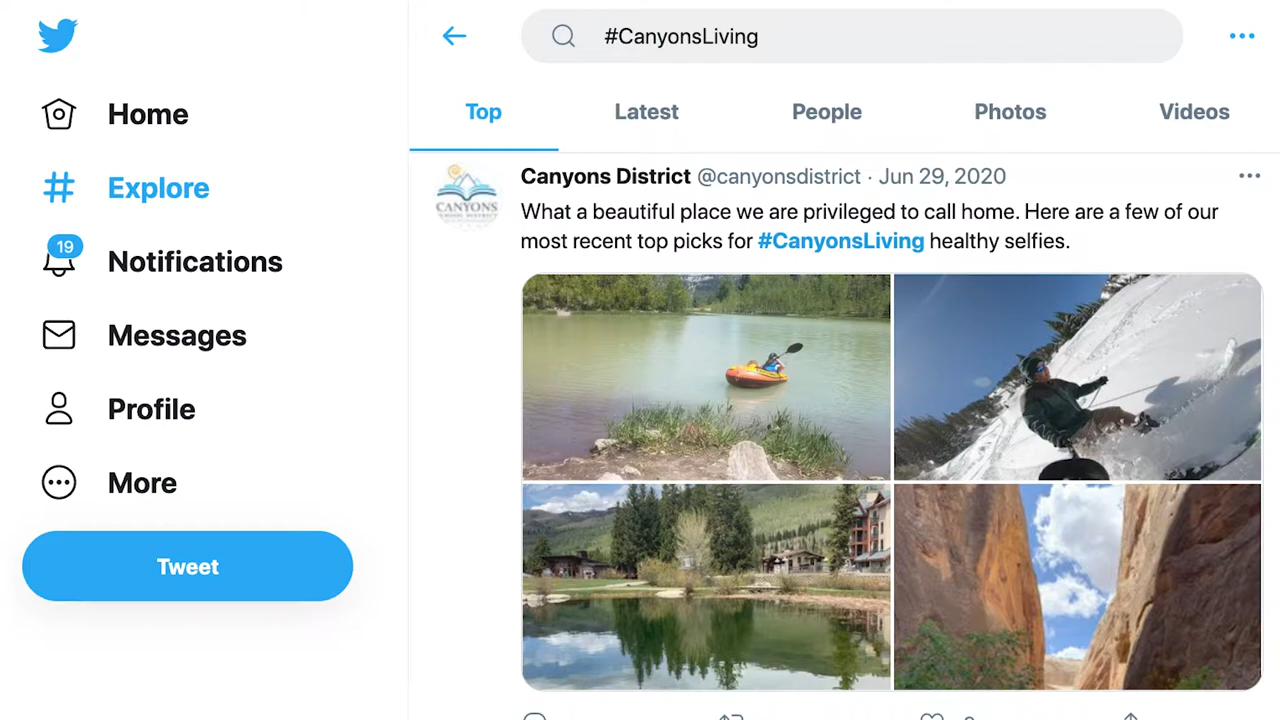 #CanyonsLiving
Home
Explore
19
Notifications
Messages
Profile
More
Tweet
Top
Latest
People
Photos
Videos
Canyons District @canyonsdistrict · Jun 29, 2020
CANYONS
What a beautiful place we are privileged to call home. Here are a few of our
most recent top picks for #CanyonsLiving healthy selfies.